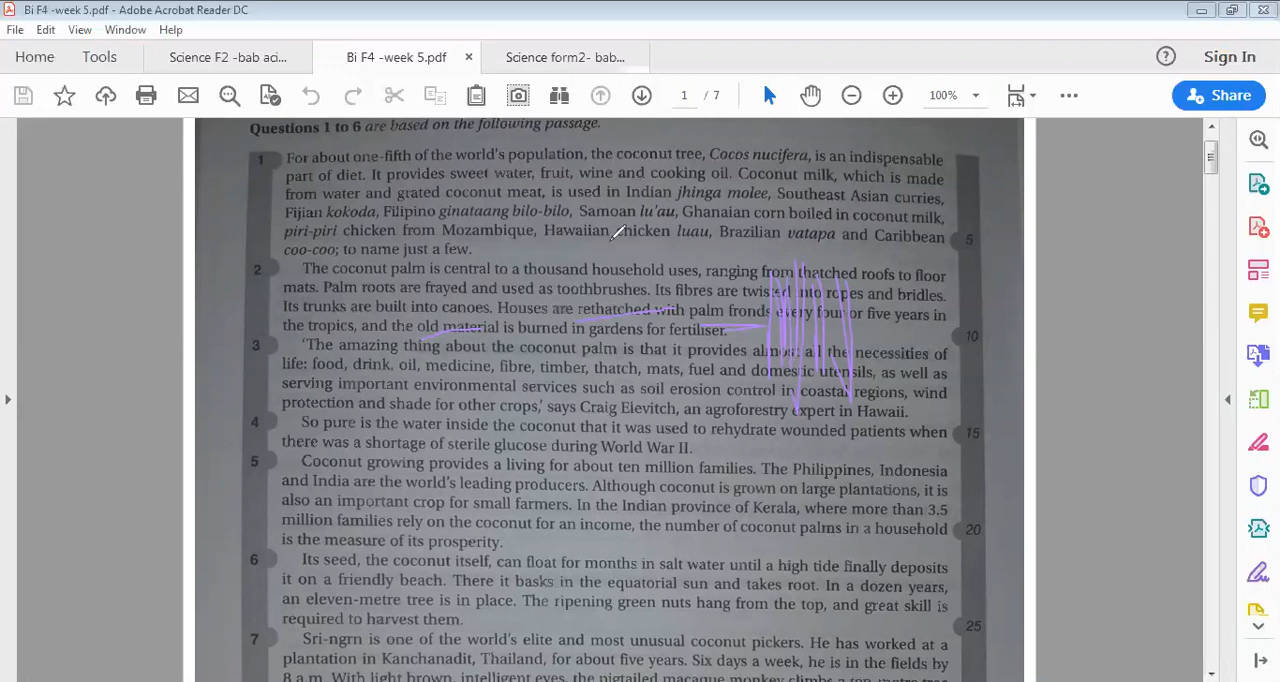 Bi F4 -week 5.pdf - Adobe Acrobat Reader DC
File Edit View Window Help
Home Tools Science F2 -bab aci... Bi F4 -week 5.pdf × Science form2- bab... Sign In
1 / 7 100% Share
Questions 1 to 6 are based on the following passage.
1 For about one-fifth of the world's population, the coconut tree, Cocos nucifera, is an indispensable
part of diet. It provides sweet water, fruit, wine and cooking oil. Coconut milk, which is made
from water and grated coconut meat, is used in Indian jhinga molee, Southeast Asian curries,
Fijian kokoda, Filipino ginataang bilo-bilo, Samoan lu'au, Ghanaian corn boiled in coconut milk,
piri-piri chicken from Mozambique, Hawaiian chicken luau, Brazilian vatapa and Caribbean 5
coo-coo; to name just a few.
2 The coconut palm is central to a thousand household uses, ranging from thatched roofs to floor
mats. Palm roots are frayed and used as toothbrushes. Its fibres are twisted into ropes and bridles.
Its trunks are built into canoes. Houses are rethatched with palm fronds every four or five years in
the tropics, and the old material is burned in gardens for fertiliser. 10
3 'The amazing thing about the coconut palm is that it provides almost all the necessities of
life: food, drink, oil, medicine, fibre, timber, thatch, mats, fuel and domestic utensils, as well as
serving important environmental services such as soil erosion control in coastal regions, wind
protection and shade for other crops,' says Craig Elevitch, an agroforestry expert in Hawaii.
4 So pure is the water inside the coconut that it was used to rehydrate wounded patients when 15
there was a shortage of sterile glucose during World War II.
5 Coconut growing provides a living for about ten million families. The Philippines, Indonesia
and India are the world's leading producers. Although coconut is grown on large plantations, it is
also an important crop for small farmers. In the Indian province of Kerala, where more than 3.5
million families rely on the coconut for an income, the number of coconut palms in a household 20
is the measure of its prosperity.
6 Its seed, the coconut itself, can float for months in salt water until a high tide finally deposits
it on a friendly beach. There it basks in the equatorial sun and takes root. In a dozen years,
an eleven-metre tree is in place. The ripening green nuts hang from the top, and great skill is
required to harvest them. 25
7 Sri-ngrn is one of the world's elite and most unusual coconut pickers. He has worked at a
plantation in Kanchanadit, Thailand, for about five years. Six days a week, he is in the fields by
8 a.m. With light brown, intelligent eyes, the pigtailed macaque monkey climbs a ten-metre tree